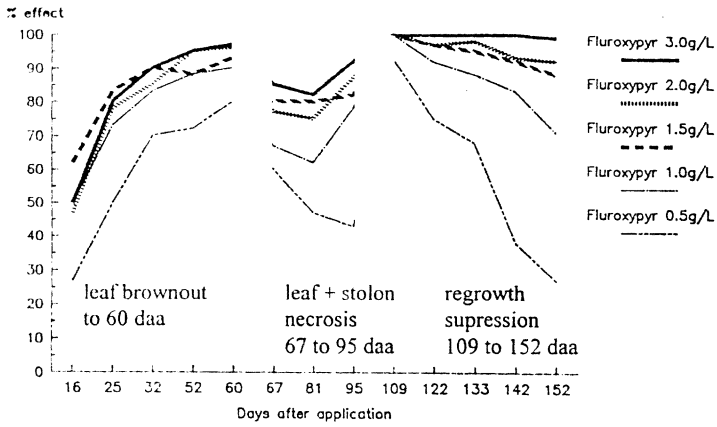 % effect
100
90
80
70
60
50
40
30
20
10
0
leaf brownout
to 60 daa
leaf + stolon
necrosis
67 to 95 daa
regrowth
supression
109 to 152 daa
16 25 32 52 60 67 81 95 109 122 133 142 152
Days after application
Fluroxypyr 3.0g/L
Fluroxypyr 2.0g/L
Fluroxypyr 1.5g/L
Fluroxypyr 1.0g/L
Fluroxypyr 0.5g/L